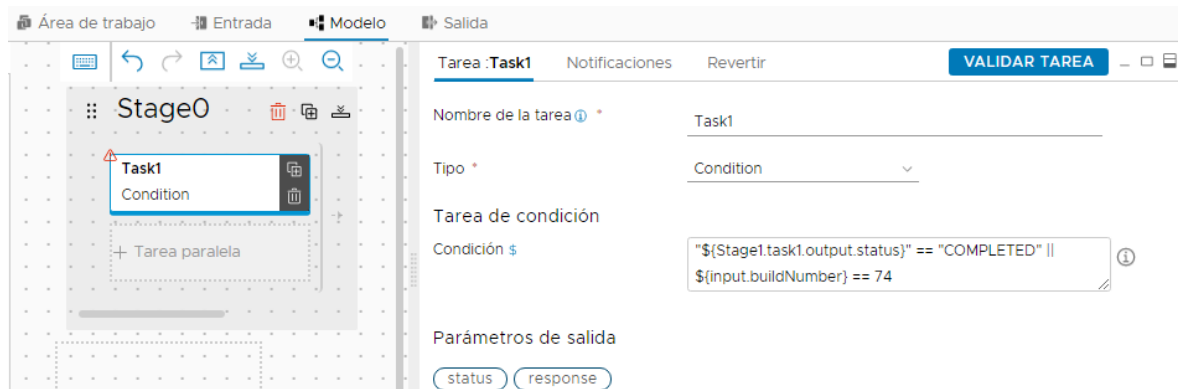 Área de trabajo Entrada Modelo Salida
Tarea :Task1 Notificaciones Revertir VALIDAR TAREA
Stage0
Nombre de la tarea *
Task1
Task1
Condition
Tipo *
Condition
+ Tarea paralela
Tarea de condición
Condición $
"${Stage1.task1.output.status}" == "COMPLETED" ||
${input.buildNumber} == 74
Parámetros de salida
status response